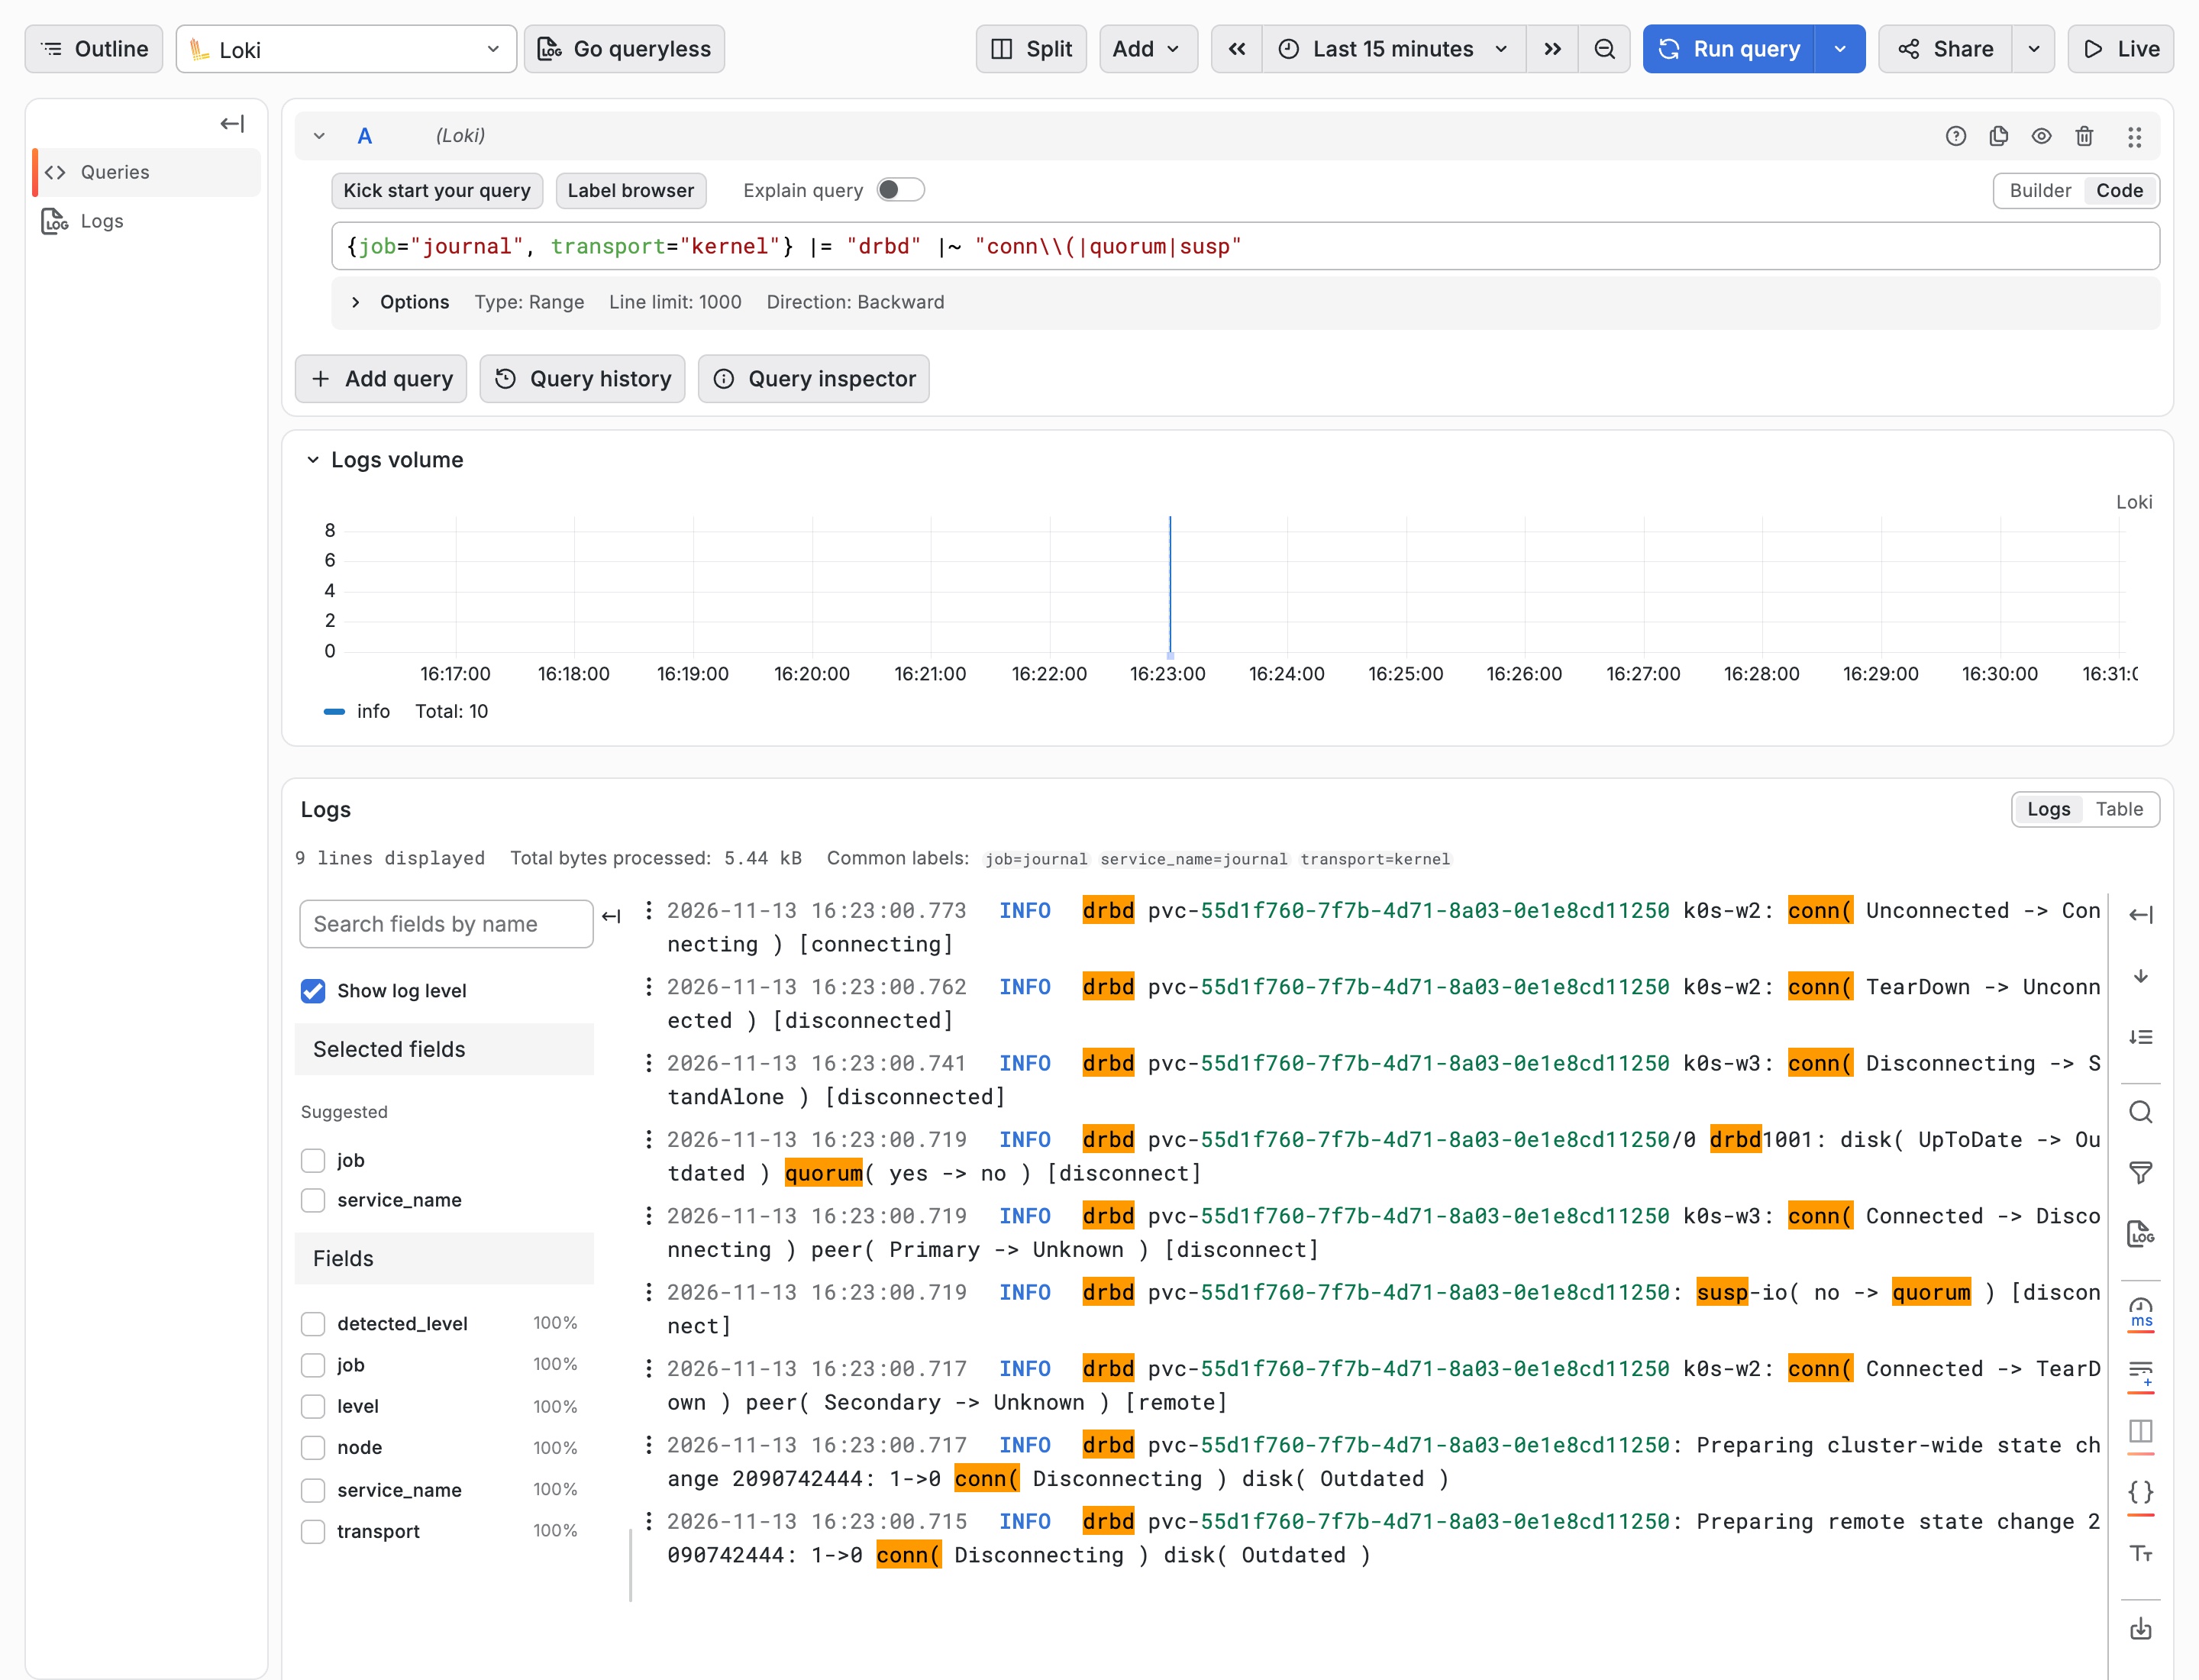 Outline
Loki
Go queryless
Split
Add
Last 15 minutes
Run query
Share
Live
Queries
Logs
A
(Loki)
Kick start your query
Label browser
Explain query
Builder
Code
{job="journal", transport="kernel"} |= "drbd" |~ "conn\\(|quorum|susp"
Options Type: Range Line limit: 1000 Direction: Backward
Add query
Query history
Query inspector
Logs volume
Loki
8
6
4
2
0
16:17:00 16:18:00 16:19:00 16:20:00 16:21:00 16:22:00 16:23:00 16:24:00 16:25:00 16:26:00 16:27:00 16:28:00 16:29:00 16:30:00 16:31:0
info Total: 10
Logs
Logs
Table
9 lines displayed Total bytes processed: 5.44 kB Common labels: job=journal service_name=journal transport=kernel
Search fields by name
Show log level
Selected fields
Suggested
job
service_name
Fields
detected_level 100%
job 100%
level 100%
node 100%
service_name 100%
transport 100%
2026-11-13 16:23:00.773 INFO drbd pvc-55d1f760-7f7b-4d71-8a03-0e1e8cd11250 k0s-w2: conn( Unconnected -> Con
necting ) [connecting]
2026-11-13 16:23:00.762 INFO drbd pvc-55d1f760-7f7b-4d71-8a03-0e1e8cd11250 k0s-w2: conn( TearDown -> Unconn
ected ) [disconnected]
2026-11-13 16:23:00.741 INFO drbd pvc-55d1f760-7f7b-4d71-8a03-0e1e8cd11250 k0s-w3: conn( Disconnecting -> S
tandAlone ) [disconnected]
2026-11-13 16:23:00.719 INFO drbd pvc-55d1f760-7f7b-4d71-8a03-0e1e8cd11250/0 drbd1001: disk( UpToDate -> Ou
tdated ) quorum( yes -> no ) [disconnect]
2026-11-13 16:23:00.719 INFO drbd pvc-55d1f760-7f7b-4d71-8a03-0e1e8cd11250 k0s-w3: conn( Connected -> Disco
nnecting ) peer( Primary -> Unknown ) [disconnect]
2026-11-13 16:23:00.719 INFO drbd pvc-55d1f760-7f7b-4d71-8a03-0e1e8cd11250: susp-io( no -> quorum ) [discon
nect]
2026-11-13 16:23:00.717 INFO drbd pvc-55d1f760-7f7b-4d71-8a03-0e1e8cd11250 k0s-w2: conn( Connected -> TearD
own ) peer( Secondary -> Unknown ) [remote]
2026-11-13 16:23:00.717 INFO drbd pvc-55d1f760-7f7b-4d71-8a03-0e1e8cd11250: Preparing cluster-wide state ch
ange 2090742444: 1->0 conn( Disconnecting ) disk( Outdated )
2026-11-13 16:23:00.715 INFO drbd pvc-55d1f760-7f7b-4d71-8a03-0e1e8cd11250: Preparing remote state change 2
090742444: 1->0 conn( Disconnecting ) disk( Outdated )
LOG
ms